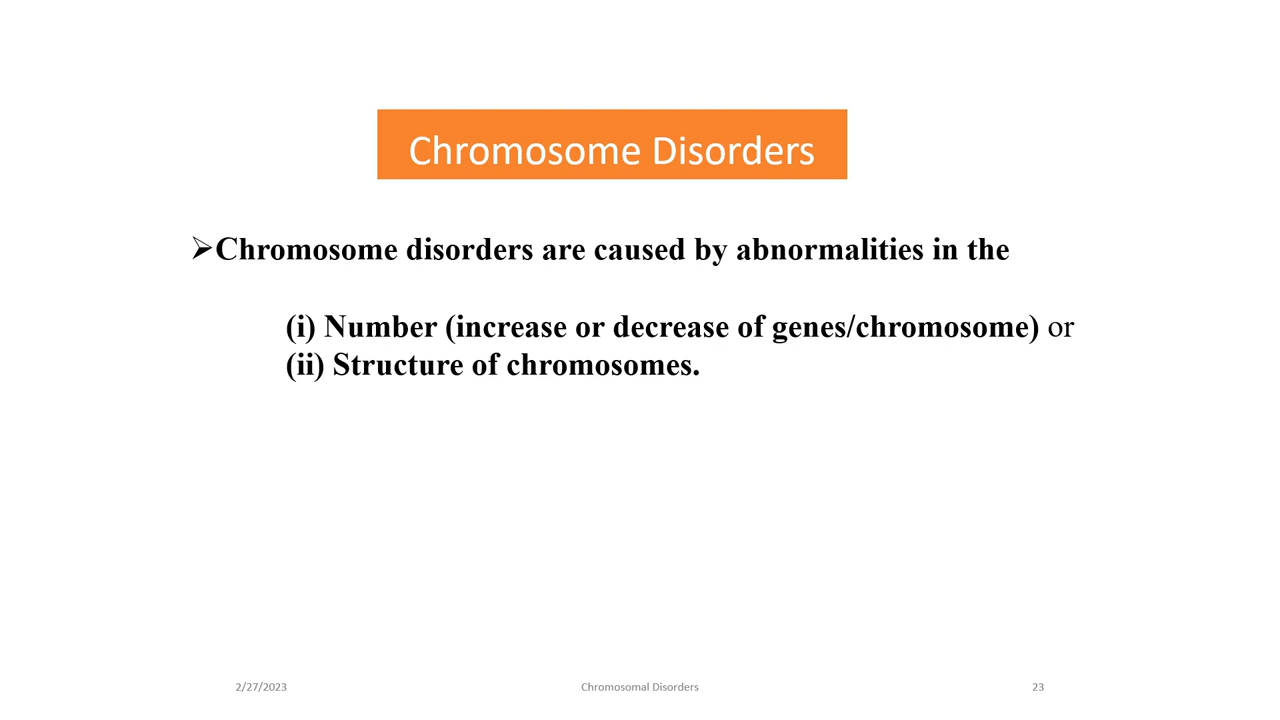 Chromosome Disorders
➢Chromosome disorders are caused by abnormalities in the
(i) Number (increase or decrease of genes/chromosome) or
(ii) Structure of chromosomes.
2/27/2023 Chromosomal Disorders 23